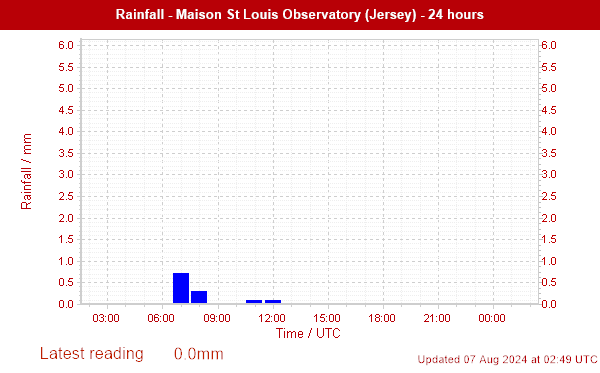 Rainfall - Maison St Louis Observatory (Jersey) - 24 hours
6.0 6.0
5.5 5.5
5.0 5.0
4.5 4.5
4.0 4.0
3.5 3.5
Rainfall / mm
3.0 3.0
2.5 2.5
2.0 2.0
1.5 1.5
1.0 1.0
0.5 0.5
0.0 0.0
03:00 06:00 09:00 12:00 15:00 18:00 21:00 00:00
Time / UTC
Latest reading 0.0mm
Updated 07 Aug 2024 at 02:49 UTC